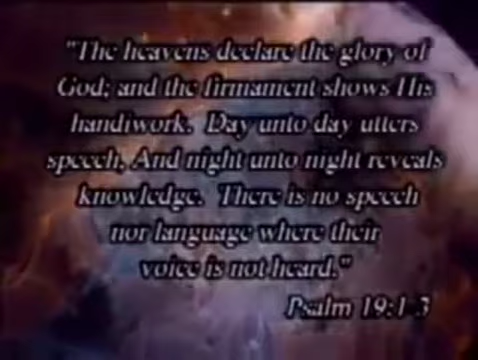 "The heavens declare the glory of
God; and the firmament shows His
handiwork. Day unto day utters
speech, And night unto night reveals
knowledge. There is no speech
nor language where their
voice is not heard."
Psalm 19:1-3